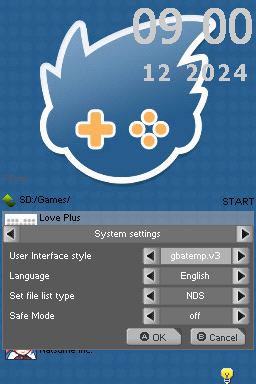 09 00
12 2024
SD:/Games/
START
Love Plus
System settings
User Interface style gbatemp.v3
Language English
Set file list type NDS
Safe Mode off
A OK B Cancel
Natsume Inc.